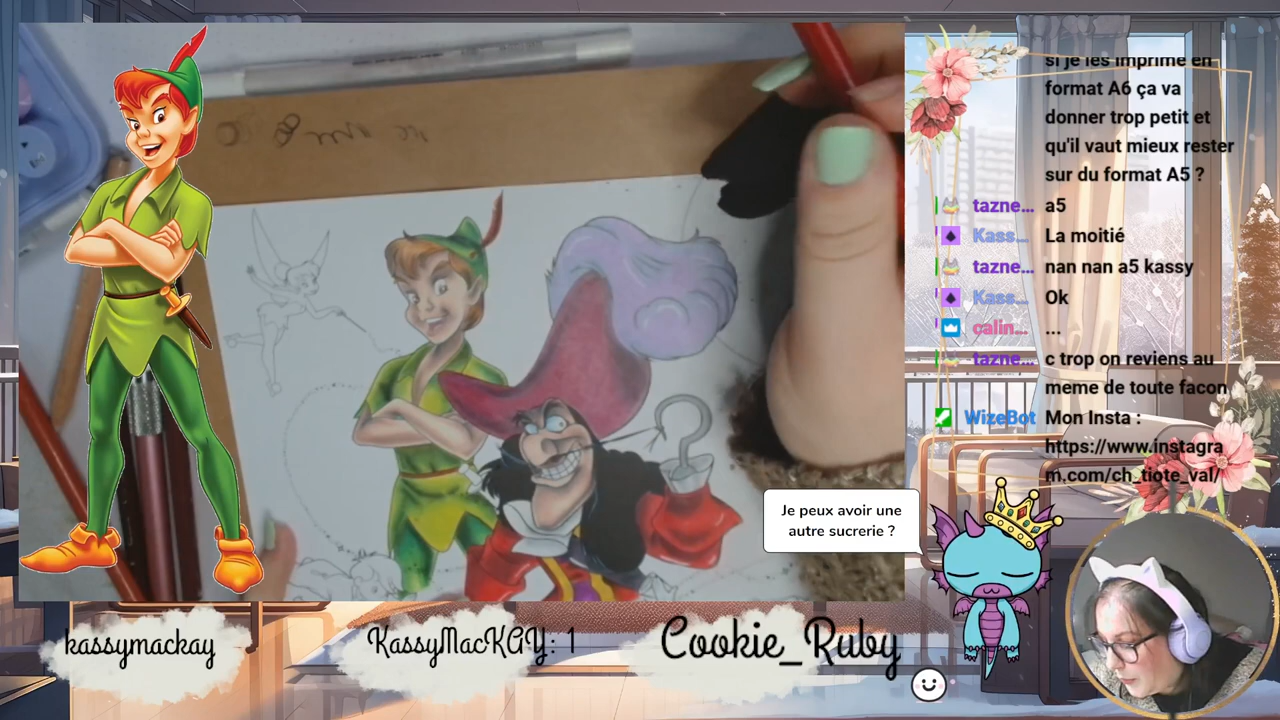 si je les imprime en
format A6 ça va
donner trop petit et
qu'il vaut mieux rester
sur du format A5 ?
tazne... a5
Kass... La moitié
tazne... nan nan a5 kassy
Kass... Ok
calin... ...
tazne... c trop on reviens au
meme de toute facon
WizeBot Mon Insta :
https://www.instagra
m.com/ch_tiote_val/
Je peux avoir une
autre sucrerie ?
kassymackay
KassyMacKAY: 1
Cookie_Ruby